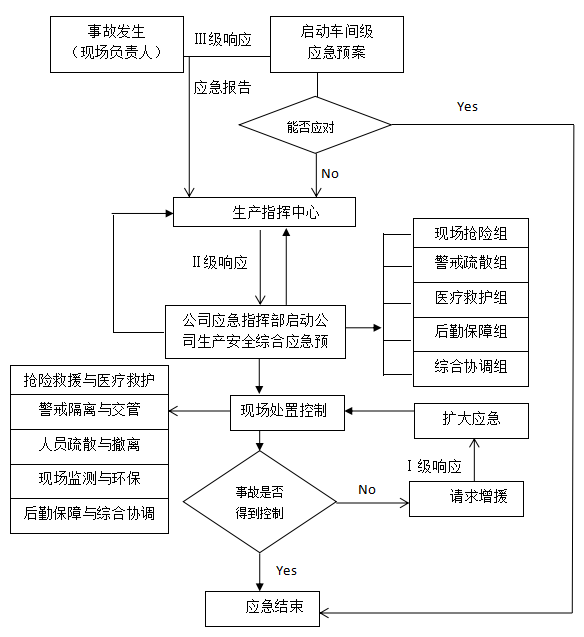 事故发生
（现场负责人）
Ⅲ级响应
启动车间级
应急预案
应急报告
能否应对
Yes
No
生产指挥中心
Ⅱ级响应
公司应急指挥部启动公
司生产安全综合应急预
现场抢险组
警戒疏散组
医疗救护组
后勤保障组
综合协调组
抢险救援与医疗救护
警戒隔离与交管
人员疏散与撤离
现场监测与环保
后勤保障与综合协调
现场处置控制
扩大应急
Ⅰ级响应
事故是否
得到控制
No
请求增援
Yes
应急结束